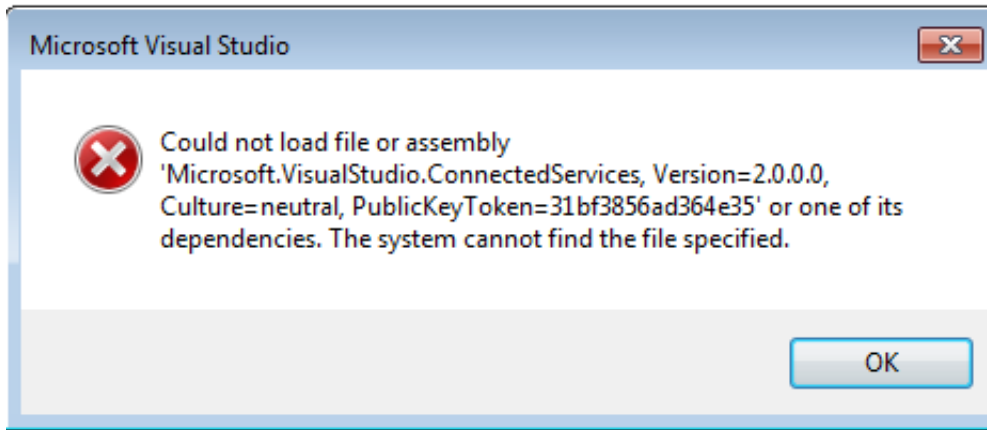 Microsoft Visual Studio
Could not load file or assembly
'Microsoft.VisualStudio.ConnectedServices, Version=2.0.0.0,
Culture=neutral, PublicKeyToken=31bf3856ad364e35' or one of its
dependencies. The system cannot find the file specified.
OK